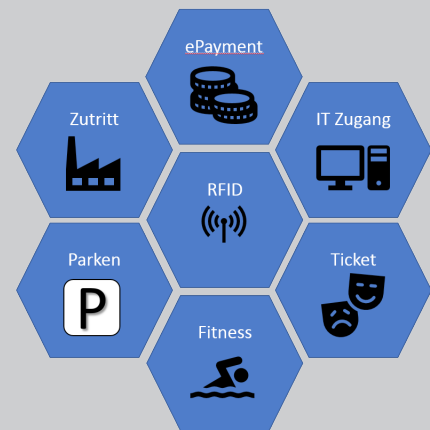 ePayment
Zutritt
IT Zugang
RFID
Parken
P
Ticket
Fitness